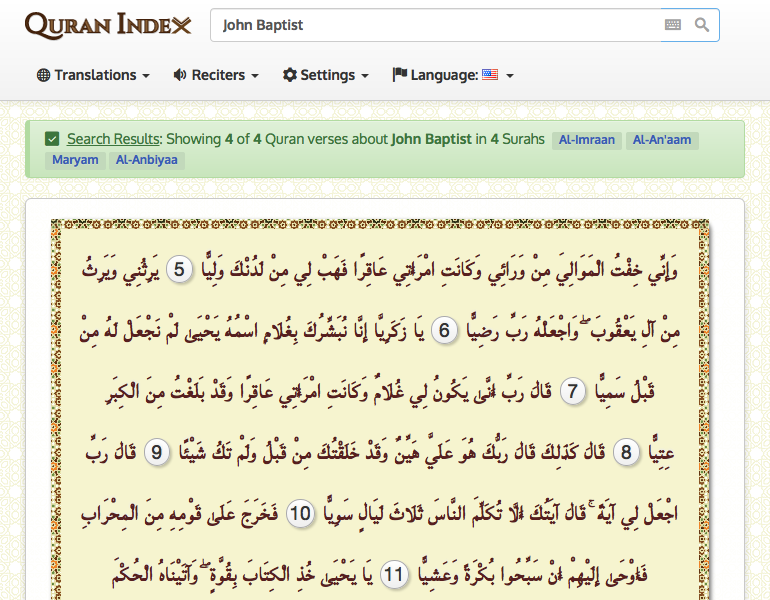 QURAN INDEX
John Baptist
Translations
Reciters
Settings
Language:
Search Results: Showing 4 of 4 Quran verses about John Baptist in 4 Surahs Al-Imraan Al-An'aam
Maryam Al-Anbiyaa
وَإِنِّي خِفْتُ الْمَوَالِيَ مِنْ وَرَائِي وَكَانَتِ امْرَأَتِي عَاقِرًا فَهَبْ لِي مِنْ لَدُنْكَ وَلِيًّا 5 يَرِثُنِي وَيَرِثُ
مِنْ آلِ يَعْقُوبَ ۖ وَاجْعَلْهُ رَبِّ رَضِيًّا 6 يَا زَكَرِيَّا إِنَّا نُبَشِّرُكَ بِغُلَامٍ اسْمُهُ يَحْيَىٰ لَمْ نَجْعَلْ لَهُ مِنْ
قَبْلُ سَمِيًّا 7 قَالَ رَبِّ أَنَّىٰ يَكُونُ لِي غُلَامٌ وَكَانَتِ امْرَأَتِي عَاقِرًا وَقَدْ بَلَغْتُ مِنَ الْكِبَرِ
عِتِيًّا 8 قَالَ كَذَٰلِكَ قَالَ رَبُّكَ هُوَ عَلَيَّ هَيِّنٌ وَقَدْ خَلَقْتُكَ مِنْ قَبْلُ وَلَمْ تَكُ شَيْئًا 9 قَالَ رَبِّ
اجْعَلْ لِي آيَةً ۚ قَالَ آيَتُكَ أَلَّا تُكَلِّمَ النَّاسَ ثَلَاثَ لَيَالٍ سَوِيًّا 10 فَخَرَجَ عَلَىٰ قَوْمِهِ مِنَ الْمِحْرَابِ
فَأَوْحَىٰ إِلَيْهِمْ أَنْ سَبِّحُوا بُكْرَةً وَعَشِيًّا 11 يَا يَحْيَىٰ خُذِ الْكِتَابَ بِقُوَّةٍ ۖ وَآتَيْنَاهُ الْحُكْمَ